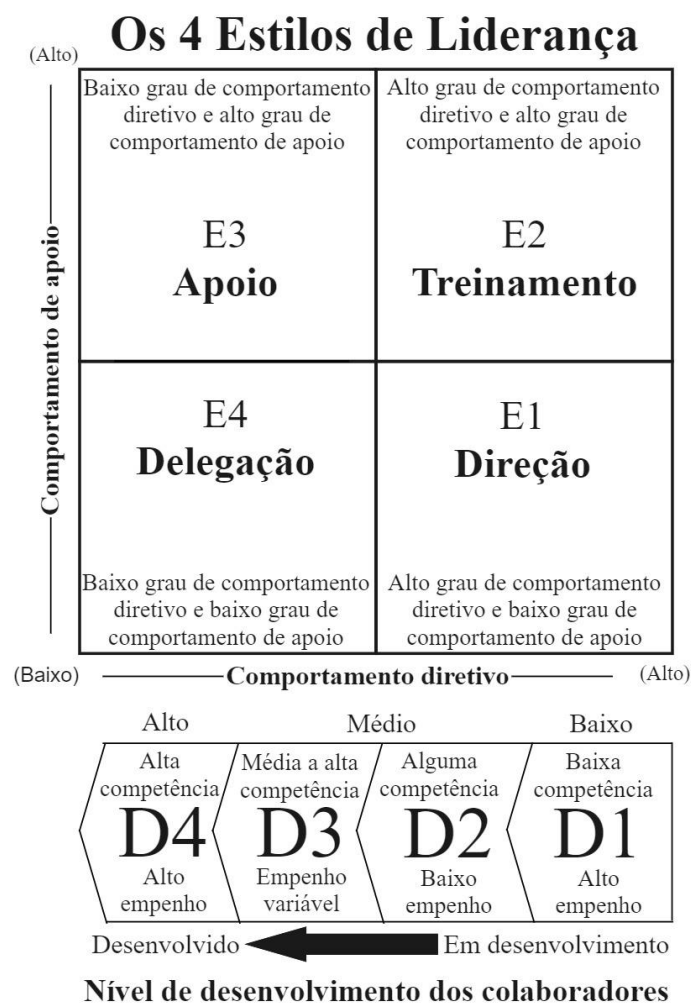 Os 4 Estilos de Liderança
(Alto)
Baixo grau de comportamento
diretivo e alto grau de
comportamento de apoio
Alto grau de comportamento
diretivo e alto grau de
comportamento de apoio
E3
Apoio
E2
Treinamento
Comportamento de apoio
E4
Delegação
E1
Direção
Baixo grau de comportamento
diretivo e baixo grau de
comportamento de apoio
Alto grau de comportamento
diretivo e baixo grau de
comportamento de apoio
(Baixo)
Comportamento diretivo
(Alto)
Alto
Médio
Baixo
Alta
competência
D4
Alto
empenho
Média a alta
competência
D3
Empenho
variável
Alguma
competência
D2
Baixo
empenho
Baixa
competência
D1
Alto
empenho
Desenvolvido
Em desenvolvimento
Nível de desenvolvimento dos colaboradores